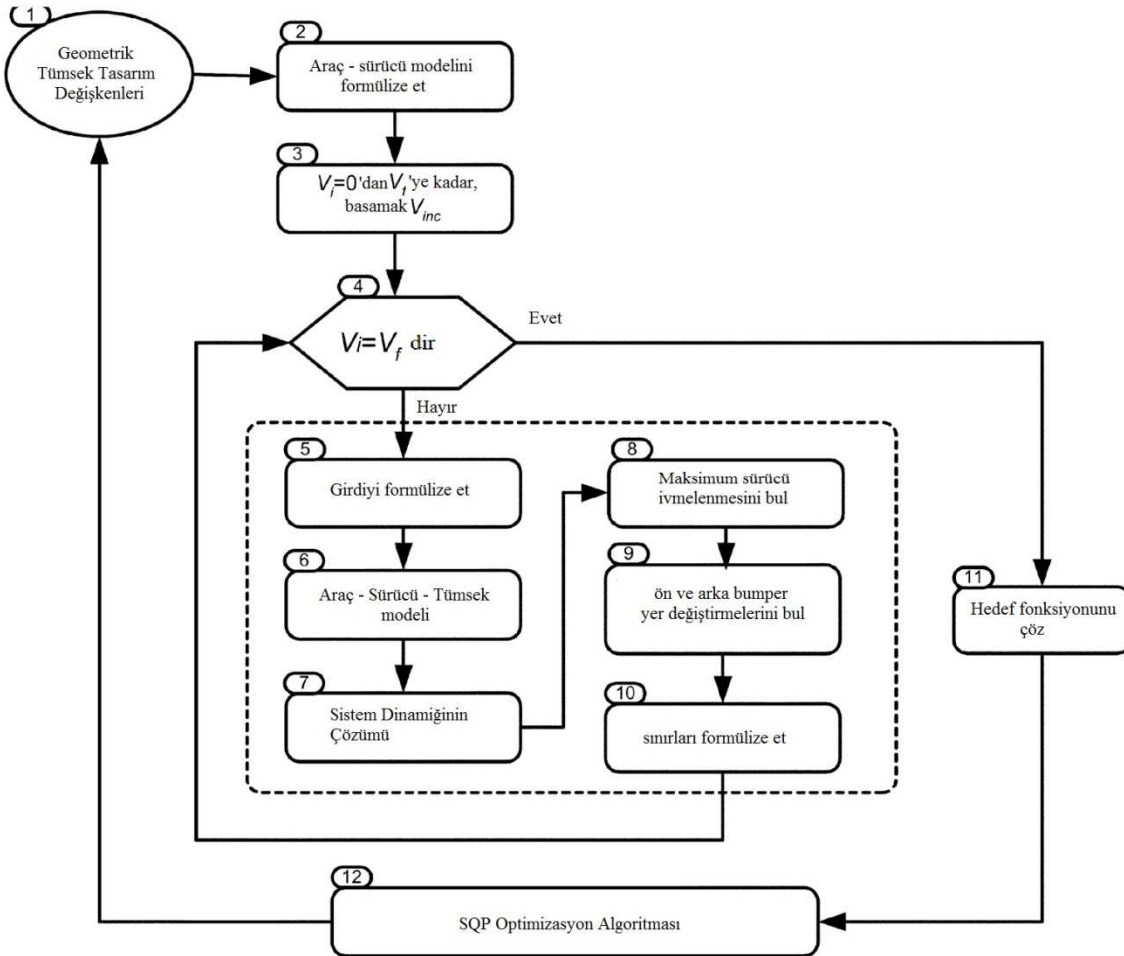 1
Geometrik
Tümsek Tasarım
Değişkenleri
2
Araç - sürücü modelini
formülize et
3
Vi=0'dan Vf'ye kadar,
basamak Vinc
4
Vi=Vf dir
Evet
Hayır
5
Girdiyi formülize et
6
Araç - Sürücü - Tümsek
modeli
7
Sistem Dinamiğinin
Çözümü
8
Maksimum sürücü
ivmelenmesini bul
9
ön ve arka bumper
yer değiştirmelerini bul
10
sınırları formülize et
11
Hedef fonksiyonunu
çöz
12
SQP Optimizasyon Algoritması